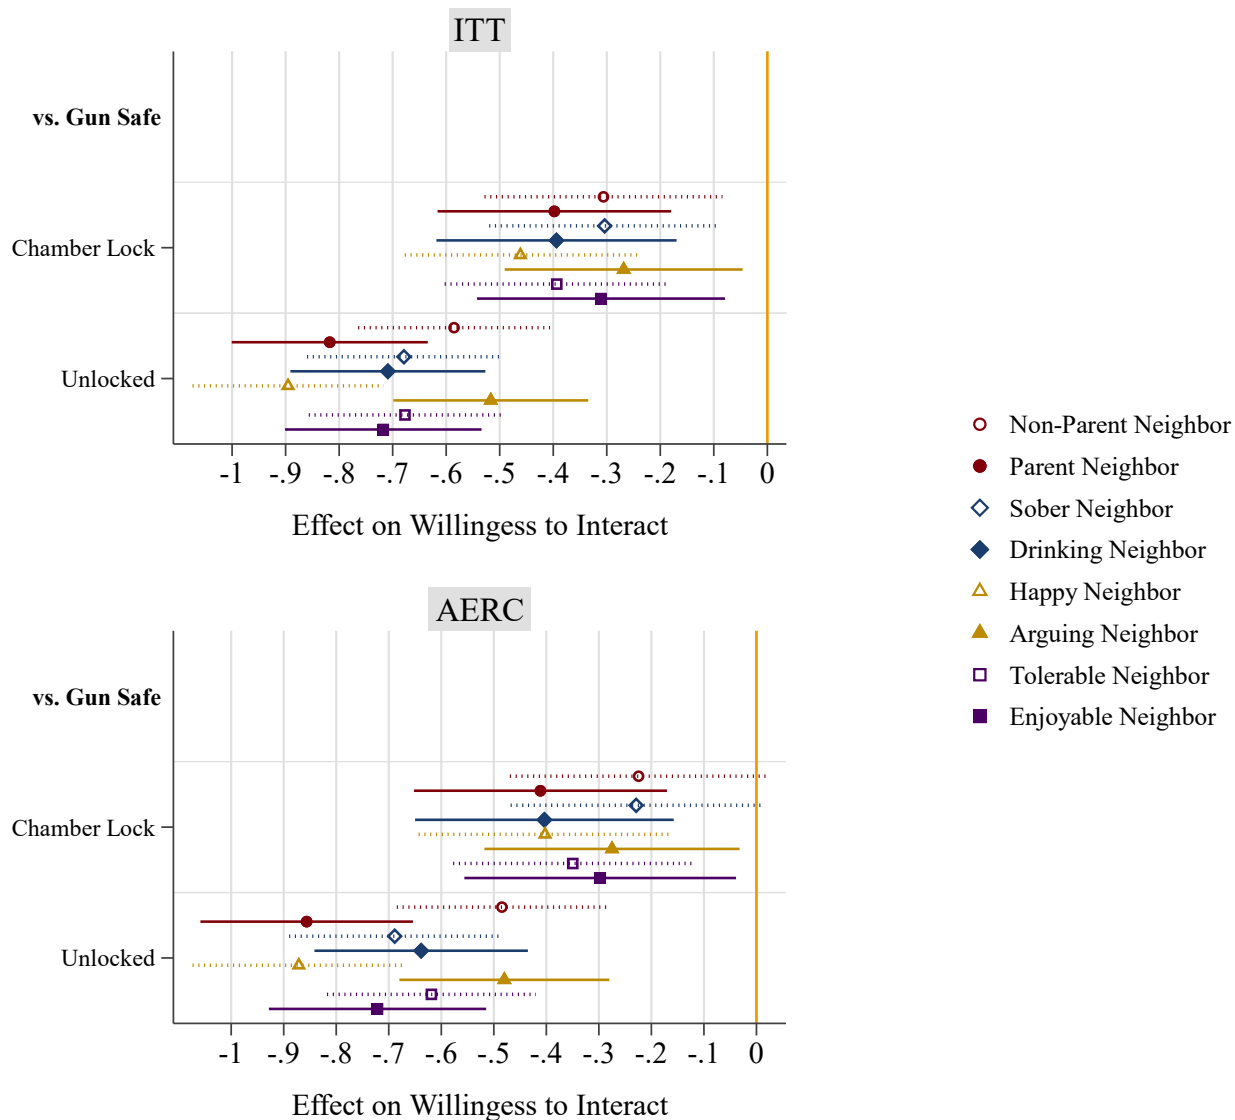 ITT
vs. Gun Safe
Chamber Lock
Unlocked
-1 -.9 -.8 -.7 -.6 -.5 -.4 -.3 -.2 -.1 0
Effect on Willingess to Interact
Non-Parent Neighbor
Parent Neighbor
Sober Neighbor
Drinking Neighbor
Happy Neighbor
Arguing Neighbor
Tolerable Neighbor
Enjoyable Neighbor
AERC
vs. Gun Safe
Chamber Lock
Unlocked
-1 -.9 -.8 -.7 -.6 -.5 -.4 -.3 -.2 -.1 0
Effect on Willingess to Interact